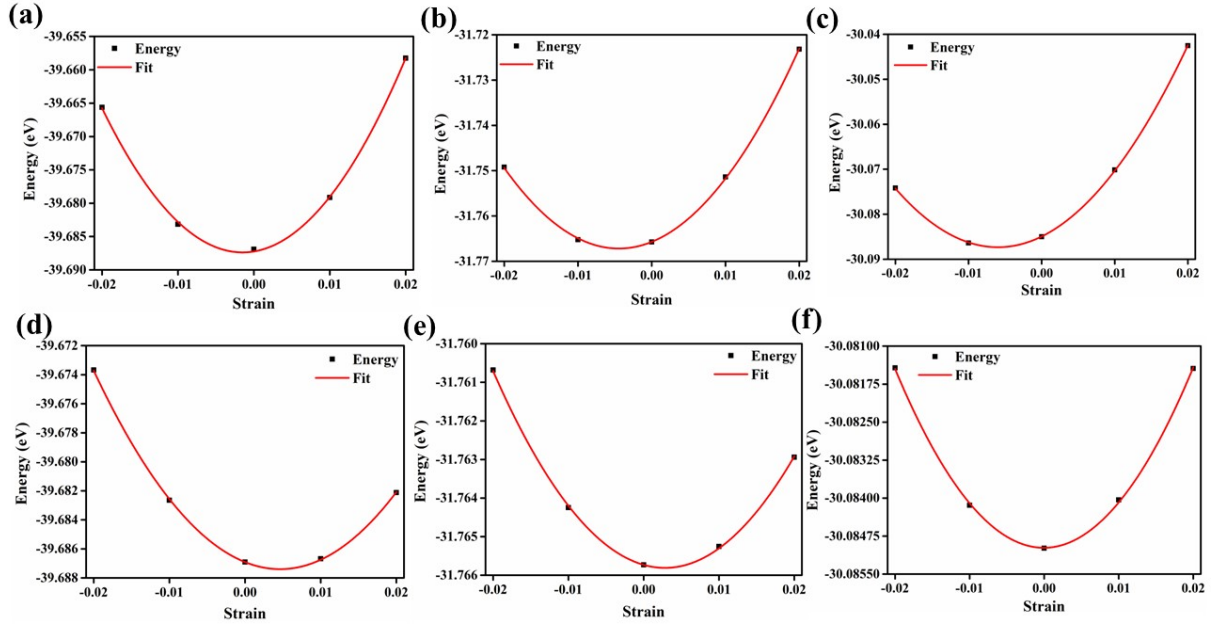 (a)
-39.655
-39.660
-39.665
-39.670
-39.675
-39.680
-39.685
-39.690
Energy (eV)
Energy
Fit
-0.02 -0.01 0.00 0.01 0.02
Strain
(b)
-31.72
-31.73
-31.74
-31.75
-31.76
-31.77
Energy (eV)
Energy
Fit
-0.02 -0.01 0.00 0.01 0.02
Strain
(c)
-30.04
-30.05
-30.06
-30.07
-30.08
-30.09
Energy (eV)
Energy
Fit
-0.02 -0.01 0.00 0.01 0.02
Strain
(d)
-39.672
-39.674
-39.676
-39.678
-39.680
-39.682
-39.684
-39.686
-39.688
Energy (eV)
Energy
Fit
-0.02 -0.01 0.00 0.01 0.02
Strain
(e)
-31.760
-31.761
-31.762
-31.763
-31.764
-31.765
-31.766
Energy (eV)
Energy
Fit
-0.02 -0.01 0.00 0.01 0.02
Strain
(f)
-30.08100
-30.08175
-30.08250
-30.08325
-30.08400
-30.08475
-30.08550
Energy (eV)
Energy
Fit
-0.02 -0.01 0.00 0.01 0.02
Strain